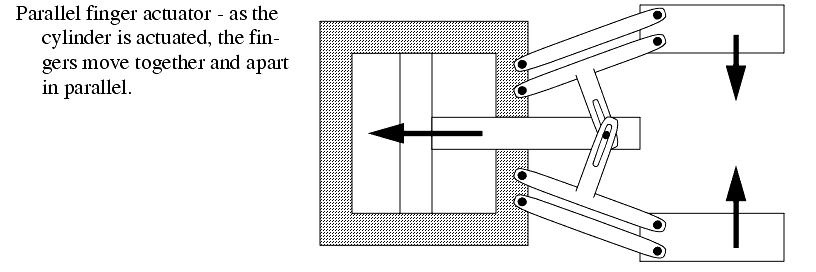 Parallel finger actuator - as the
cylinder is actuated, the fin-
gers move together and apart
in parallel.